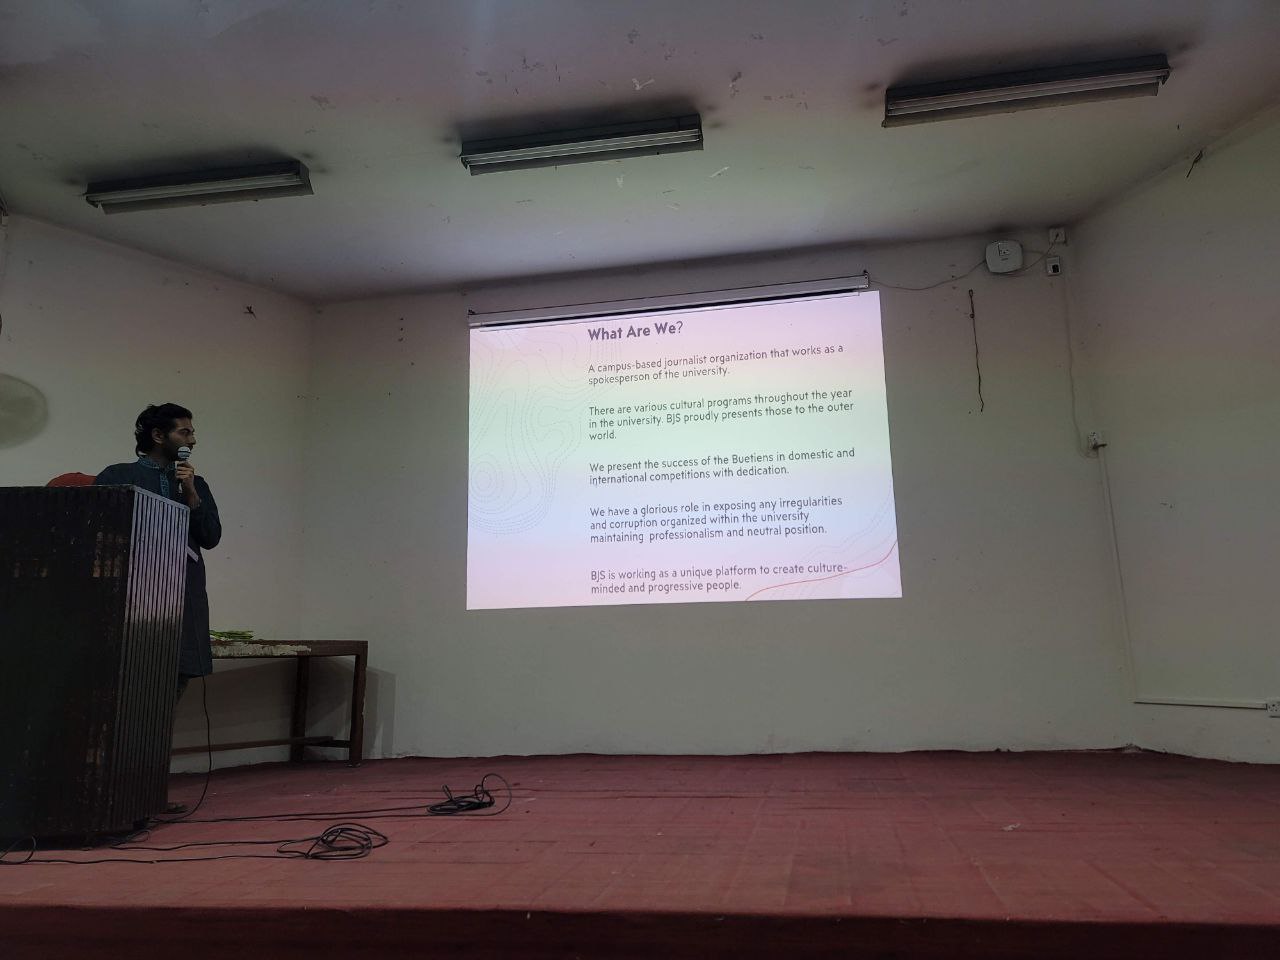 What Are We?
A campus-based journalist organization that works as a
spokesperson of the university.
There are various cultural programs throughout the year
in the university. BJS proudly presents those to the outer
world.
We present the success of the Buetiens in domestic and
international competitions with dedication.
We have a glorious role in exposing any irregularities
and corruption organized within the university
maintaining professionalism and neutral position.
BJS is working as a unique platform to create culture-
minded and progressive people.